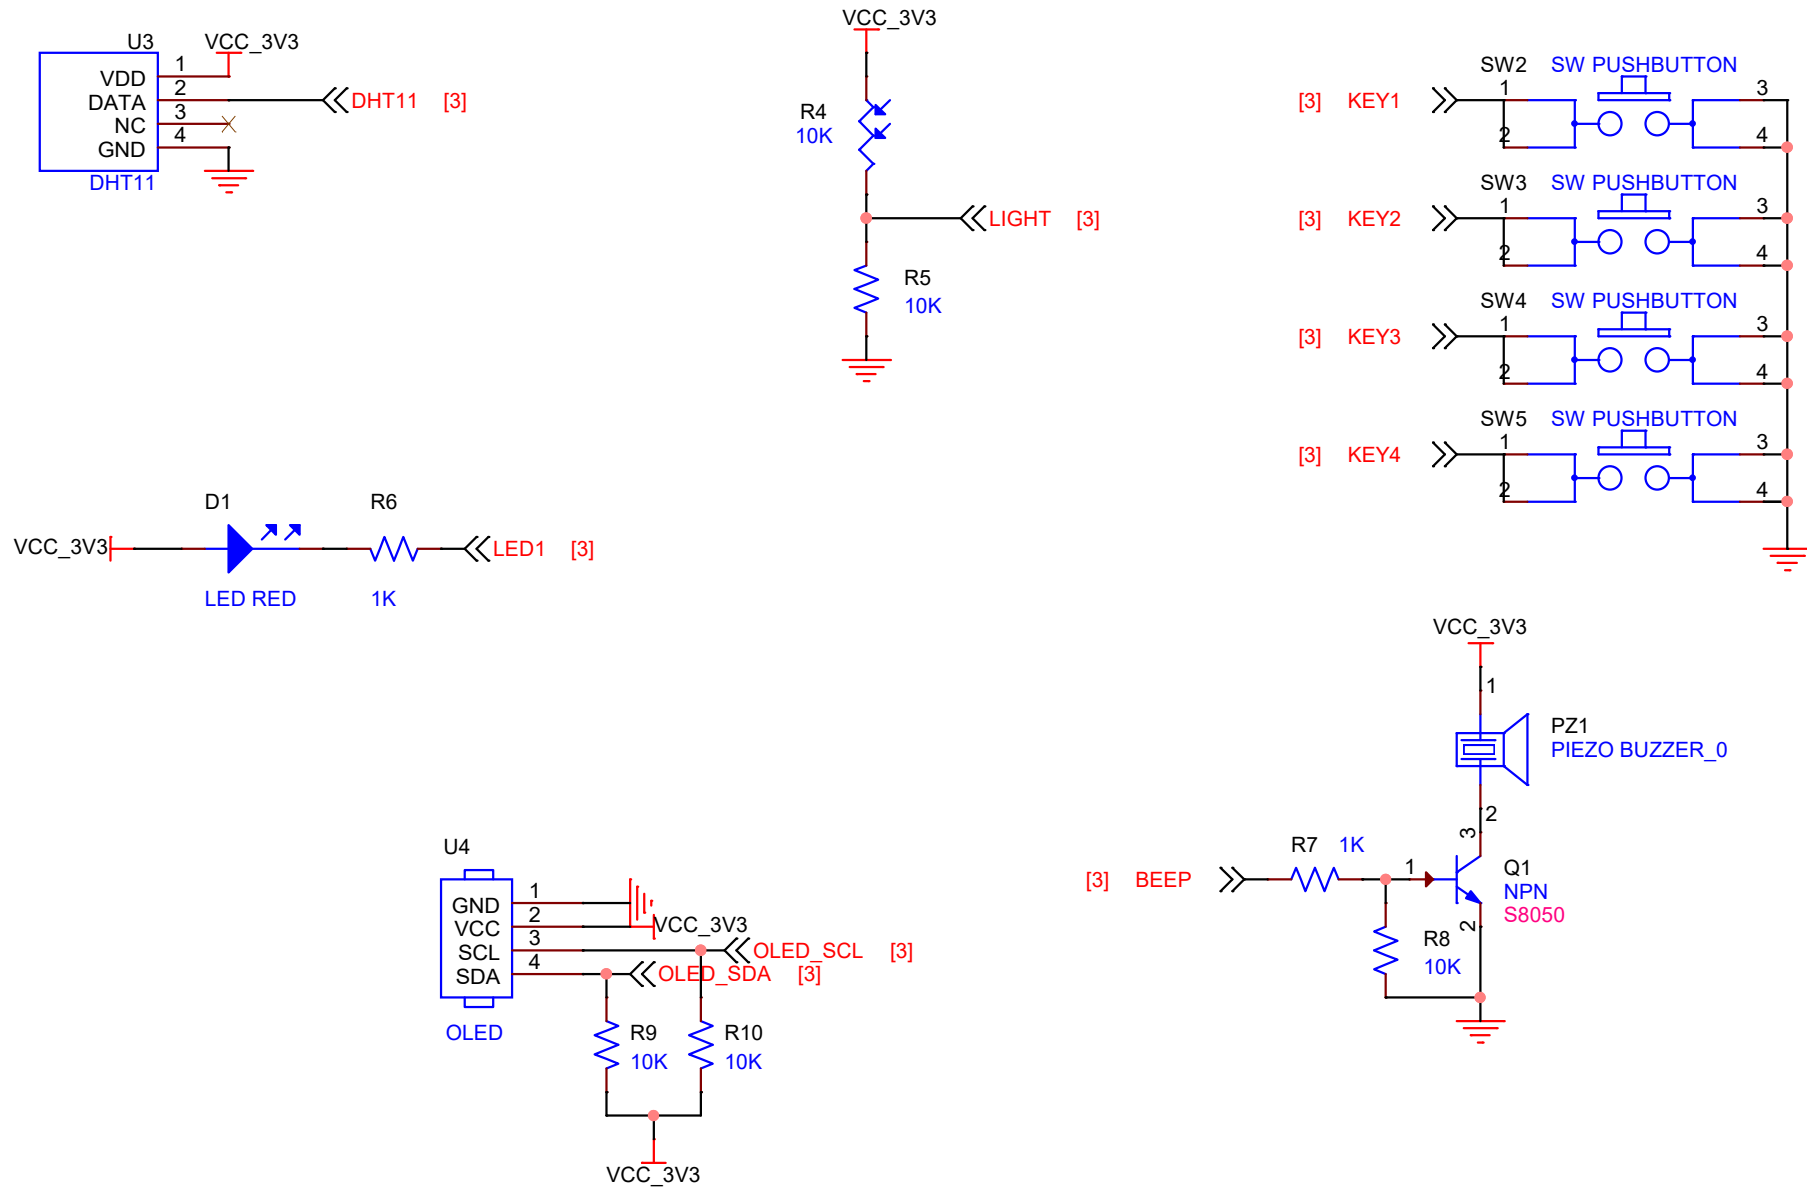 U3
VCC_3V3
VDD 1
DATA 2
NC 3
GND 4
DHT11
DHT11 [3]
VCC_3V3
R4
10K
LIGHT [3]
R5
10K
SW2 SW PUSHBUTTON
[3] KEY1
1
2
3
4
SW3 SW PUSHBUTTON
[3] KEY2
1
2
3
4
SW4 SW PUSHBUTTON
[3] KEY3
1
2
3
4
SW5 SW PUSHBUTTON
[3] KEY4
1
2
3
4
D1
R6
VCC_3V3
LED1 [3]
LED RED
1K
VCC_3V3
1
PZ1
PIEZO BUZZER_0
2
3
R7 1K
[3] BEEP
1
Q1
NPN
S8050
2
R8
10K
U4
GND 1
VCC 2
SCL 3
SDA 4
VCC_3V3
OLED_SCL [3]
OLED_SDA [3]
OLED
R9
10K
R10
10K
VCC_3V3